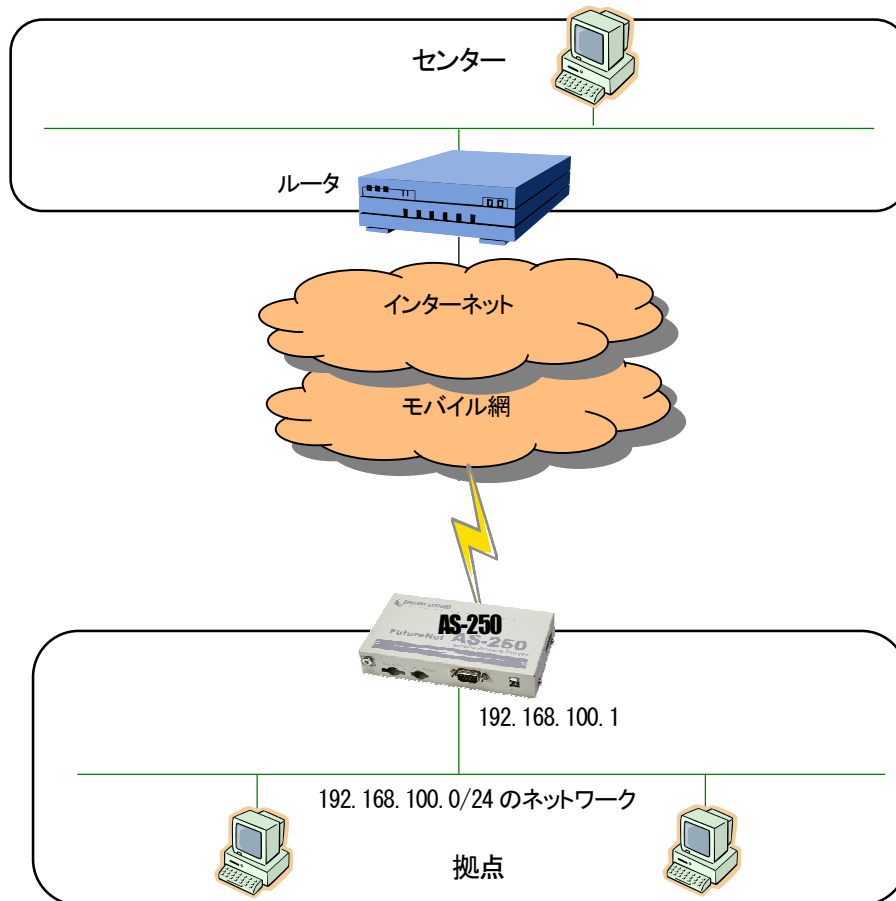 センター
ルータ
インターネット
モバイル網
AS-250
FutureNet AS-250
192.168.100.1
192.168.100.0/24 のネットワーク
拠点